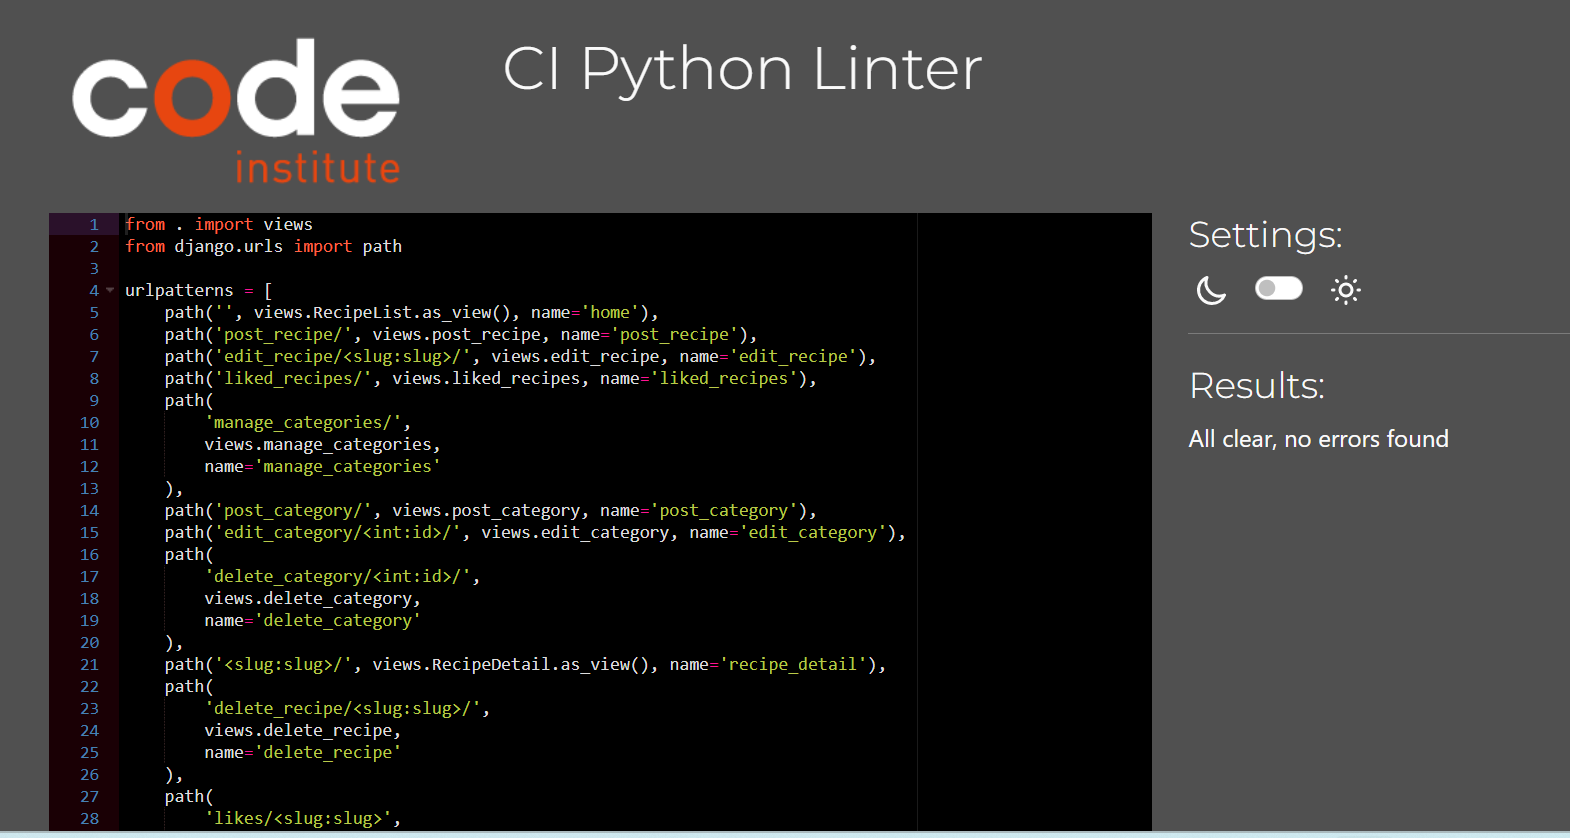 code
institute
CI Python Linter
1 from . import views
2 from django.urls import path
3
4 urlpatterns = [
5     path('', views.RecipeList.as_view(), name='home'),
6     path('post_recipe/', views.post_recipe, name='post_recipe'),
7     path('edit_recipe/<slug:slug>/', views.edit_recipe, name='edit_recipe'),
8     path('liked_recipes/', views.liked_recipes, name='liked_recipes'),
9     path(
10         'manage_categories/',
11         views.manage_categories,
12         name='manage_categories'
13     ),
14     path('post_category/', views.post_category, name='post_category'),
15     path('edit_category/<int:id>/', views.edit_category, name='edit_category'),
16     path(
17         'delete_category/<int:id>/',
18         views.delete_category,
19         name='delete_category'
20     ),
21     path('<slug:slug>/', views.RecipeDetail.as_view(), name='recipe_detail'),
22     path(
23         'delete_recipe/<slug:slug>/',
24         views.delete_recipe,
25         name='delete_recipe'
26     ),
27     path(
28         'likes/<slug:slug>',
Settings:
Results:
All clear, no errors found